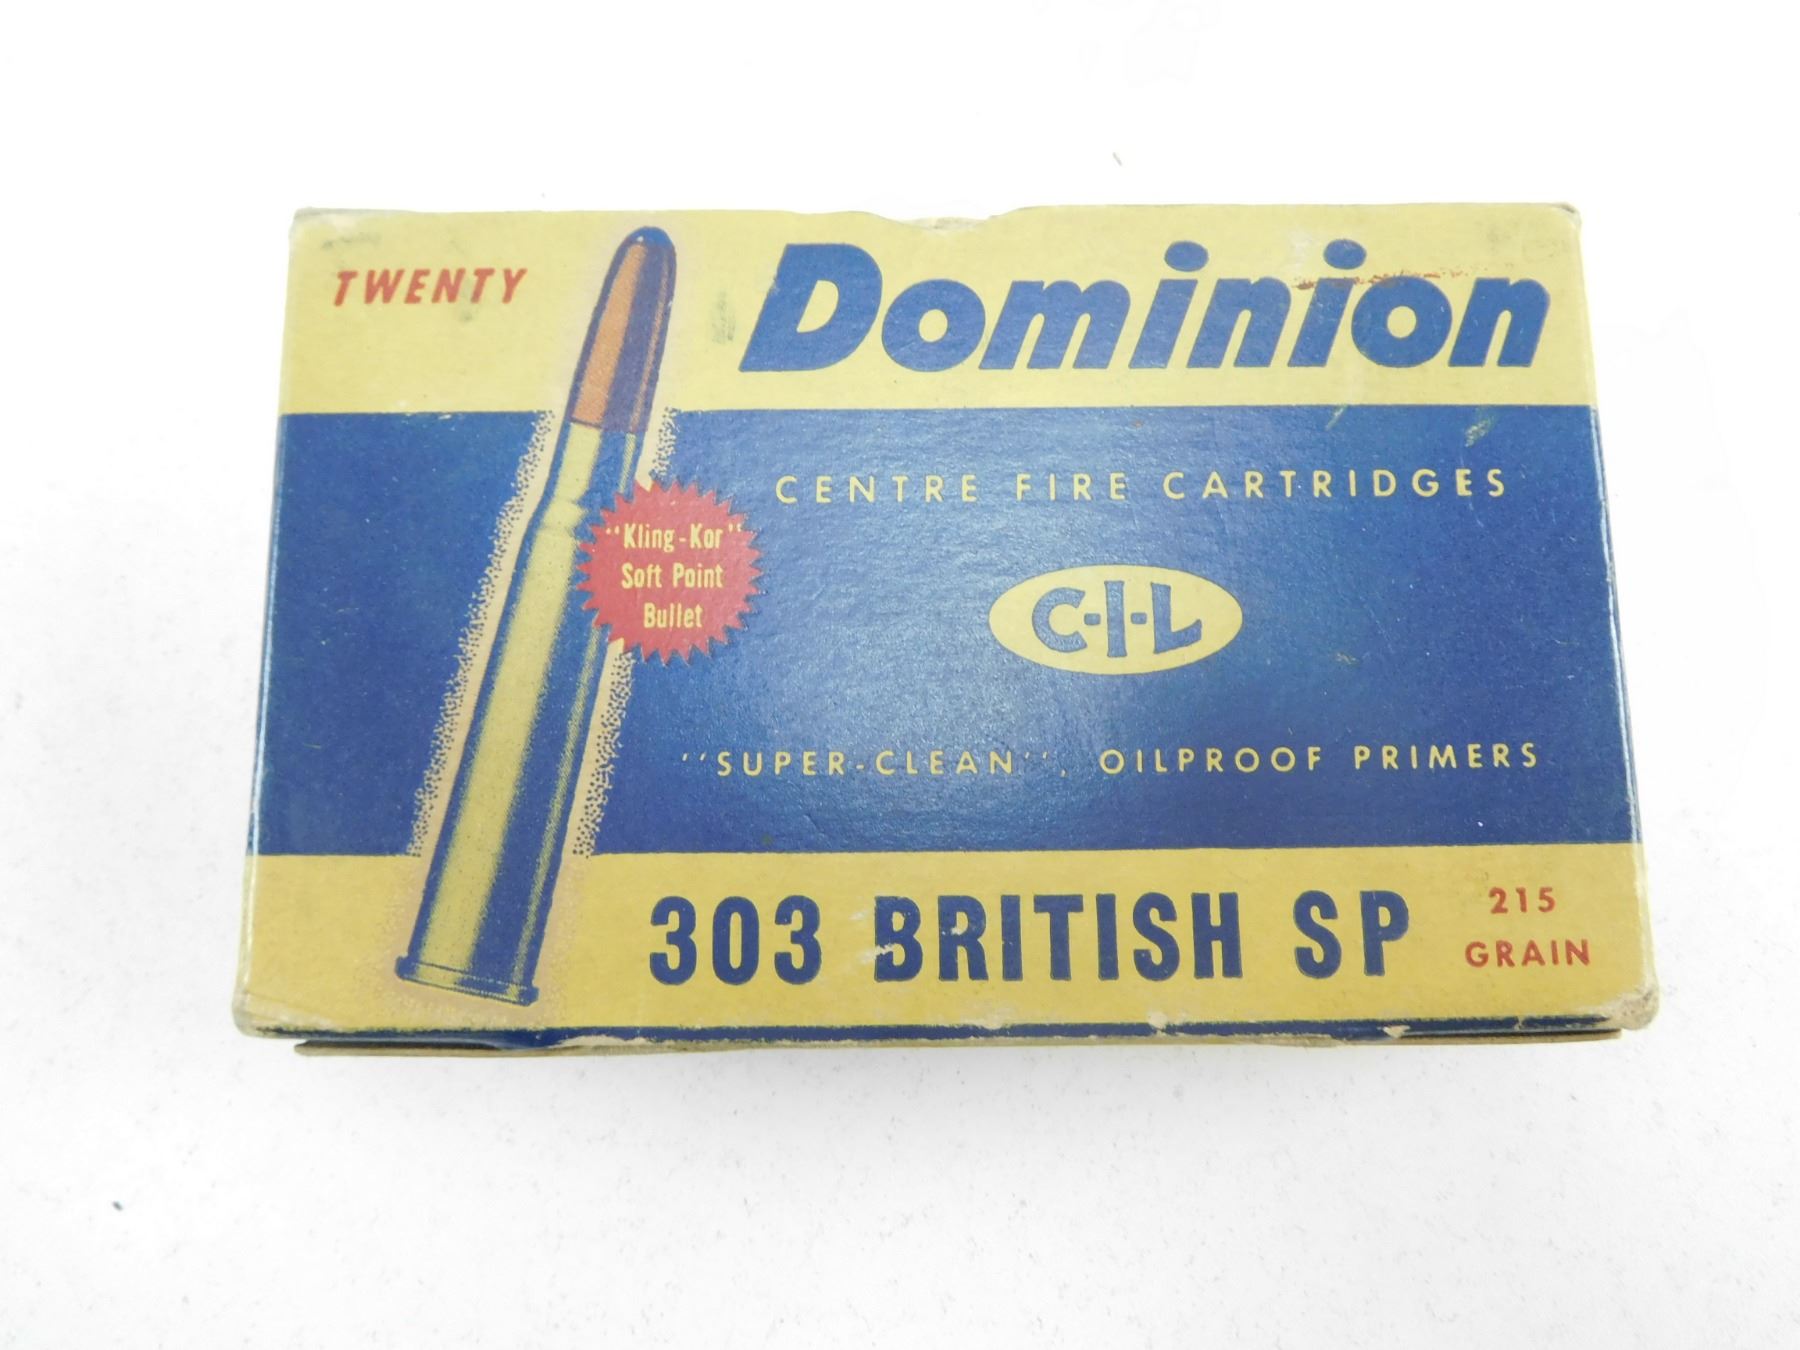 TWENTY
Dominion
CENTRE FIRE CARTRIDGES
"Kling-Kor"
Soft Point
Bullet
C-I-L
"SUPER-CLEAN", OILPROOF PRIMERS
303 BRITISH SP
215
GRAIN